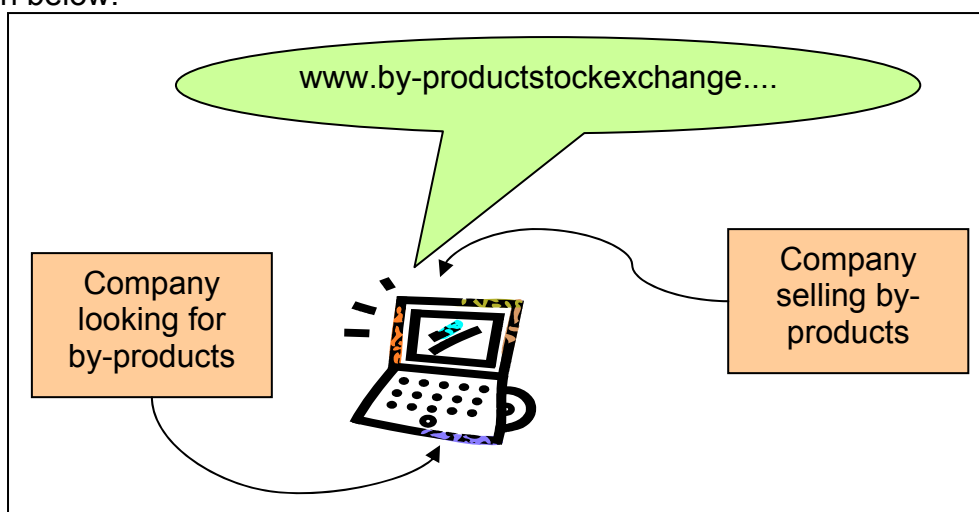 www.by-productstockexchange....
Company
looking for
by-products
Company
selling by-
products